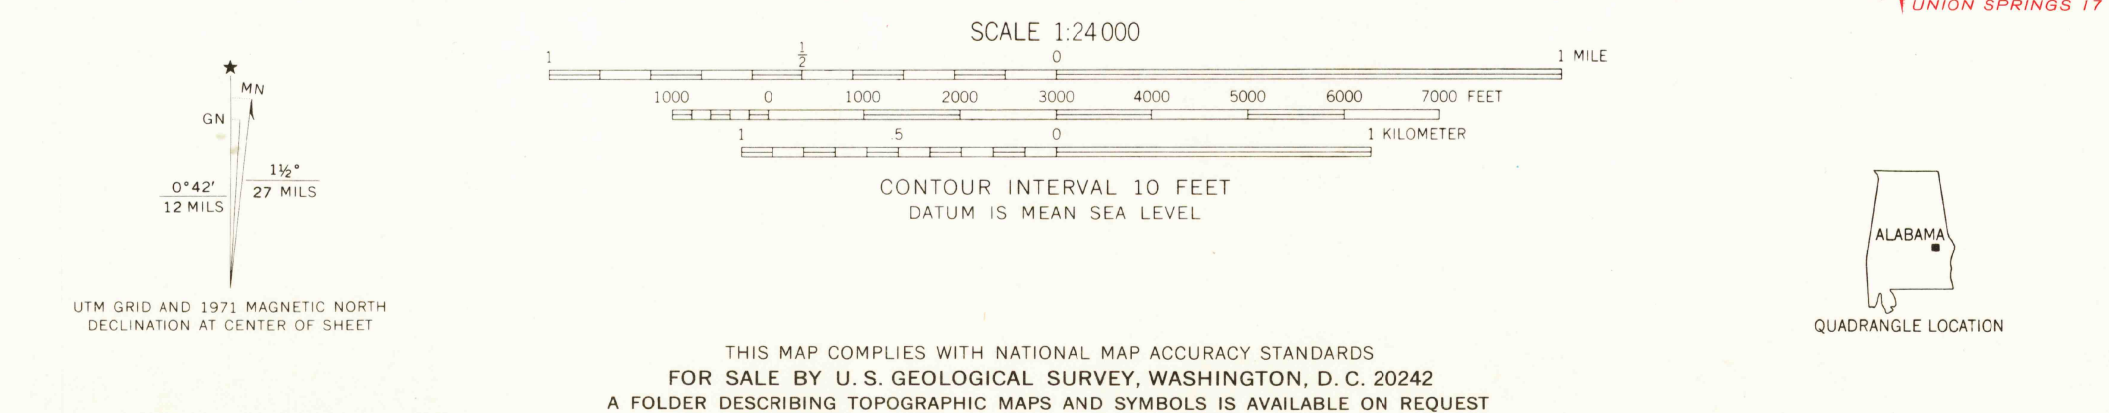 UNION SPRINGS 17
SCALE 1:24 000
1 ½ 0 1 MILE
1000 0 1000 2000 3000 4000 5000 6000 7000 FEET
1 .5 0 1 KILOMETER
CONTOUR INTERVAL 10 FEET
DATUM IS MEAN SEA LEVEL
★
MN
GN
1½°
27 MILS
0°42′
12 MILS
UTM GRID AND 1971 MAGNETIC NORTH
DECLINATION AT CENTER OF SHEET
ALABAMA
QUADRANGLE LOCATION
THIS MAP COMPLIES WITH NATIONAL MAP ACCURACY STANDARDS
FOR SALE BY U. S. GEOLOGICAL SURVEY, WASHINGTON, D. C. 20242
A FOLDER DESCRIBING TOPOGRAPHIC MAPS AND SYMBOLS IS AVAILABLE ON REQUEST